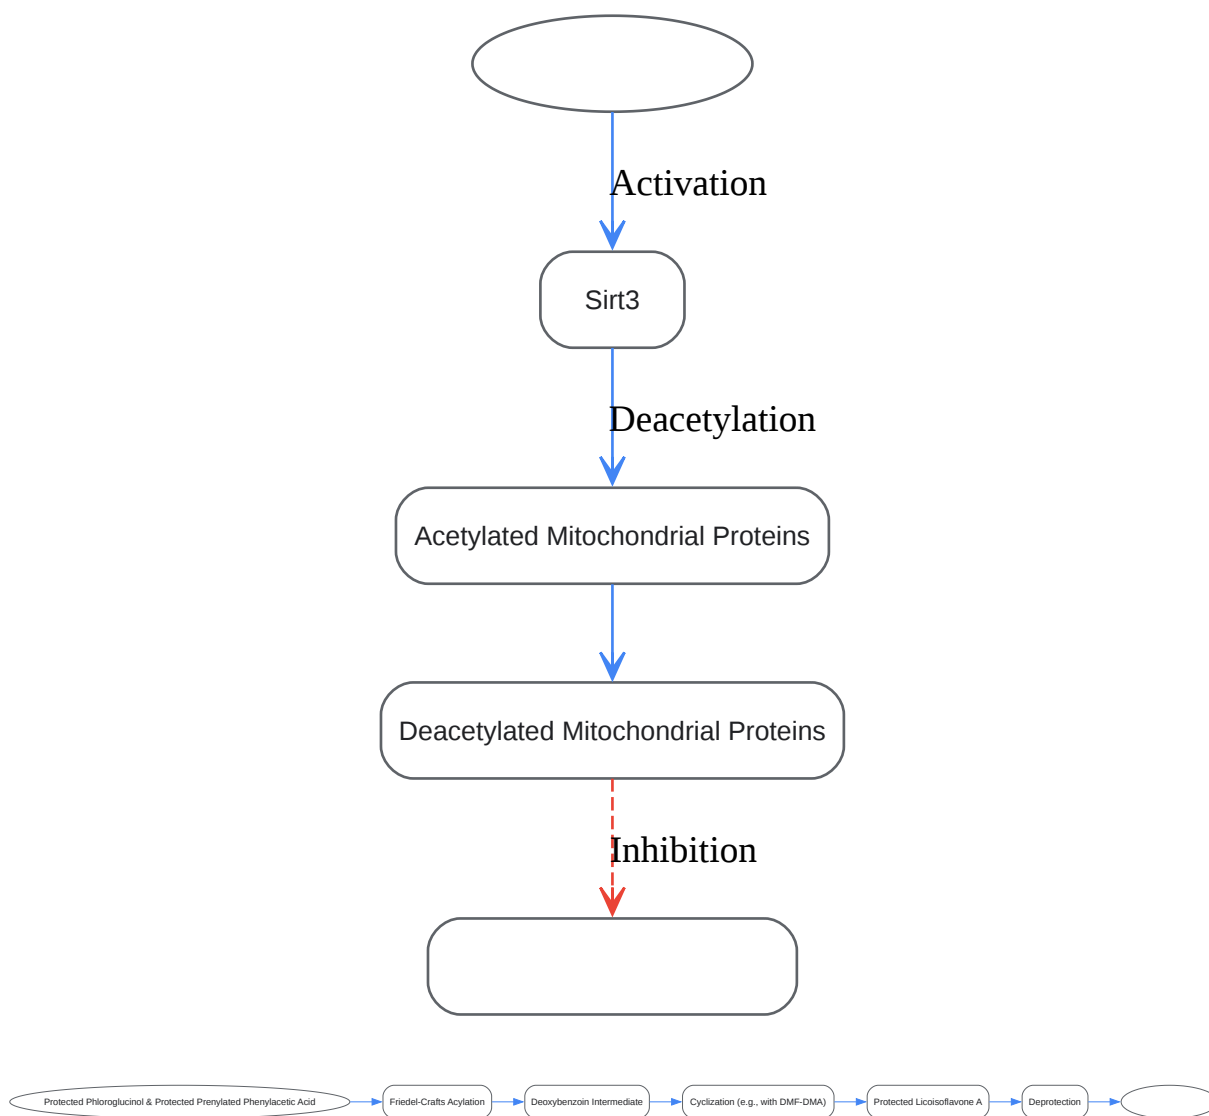 Activation
Sirt3
Deacetylation
Acetylated Mitochondrial Proteins
Deacetylated Mitochondrial Proteins
Inhibition
Protected Phloroglucinol & Protected Prenylated Phenylacetic Acid
Friedel-Crafts Acylation
Deoxybenzoin Intermediate
Cyclization (e.g., with DMF-DMA)
Protected Licoisoflavone A
Deprotection